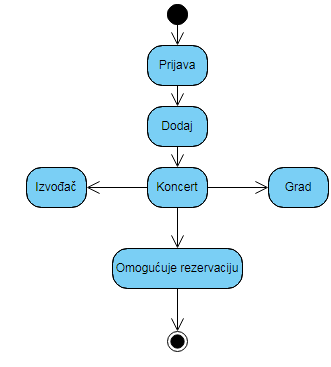 Prijava
Dodaj
Izvođač
Koncert
Grad
Omogućuje rezervaciju